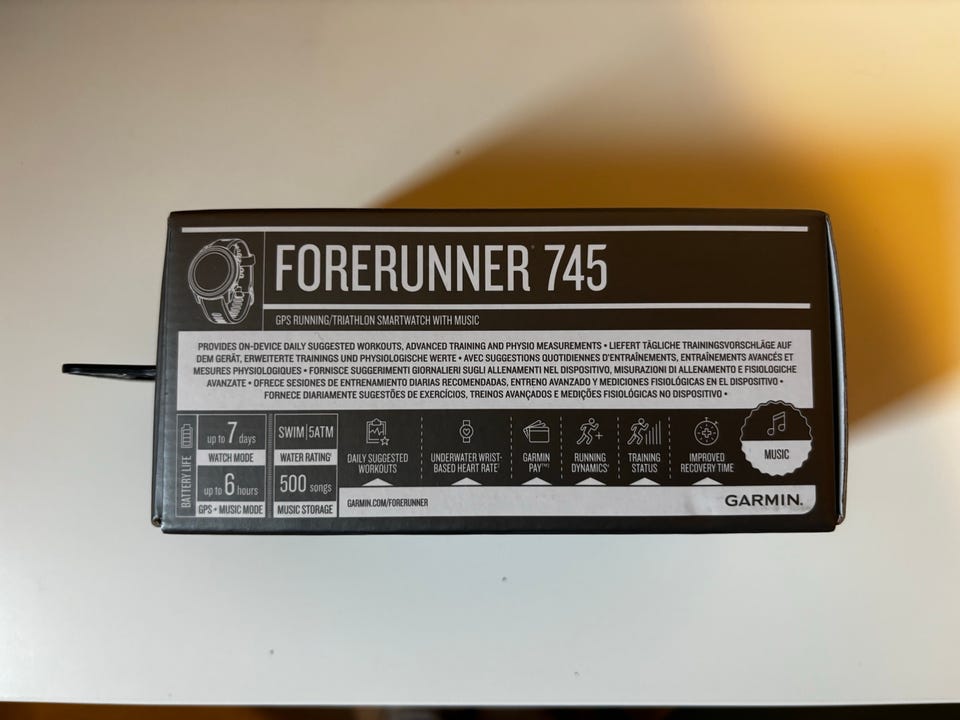 FORERUNNER® 745
GPS RUNNING/TRIATHLON SMARTWATCH WITH MUSIC
PROVIDES ON-DEVICE DAILY SUGGESTED WORKOUTS, ADVANCED TRAINING AND PHYSIO MEASUREMENTS • LIEFERT TÄGLICHE TRAININGSVORSCHLÄGE AUF
DEM GERÄT, ERWEITERTE TRAININGS UND PHYSIOLOGISCHE WERTE • AVEC SUGGESTIONS QUOTIDIENNES D'ENTRAÎNEMENTS, ENTRAÎNEMENTS AVANCÉS ET
MESURES PHYSIOLOGIQUES • FORNISCE SUGGERIMENTI GIORNALIERI SUGLI ALLENAMENTI NEL DISPOSITIVO, MISURAZIONI DI ALLENAMENTO E FISIOLOGICHE
AVANZATE • OFRECE SESIONES DE ENTRENAMIENTO DIARIAS RECOMENDADAS, ENTRENO AVANZADO Y MEDICIONES FISIOLÓGICAS EN EL DISPOSITIVO •
FORNECE DIARIAMENTE SUGESTÕES DE EXERCÍCIOS, TREINOS AVANÇADOS E MEDIÇÕES FISIOLÓGICAS NO DISPOSITIVO •
BATTERY LIFE
up to 7 days
WATCH MODE
up to 6 hours
GPS + MUSIC MODE
SWIM|5ATM
WATER RATING¹
500 songs
MUSIC STORAGE
DAILY SUGGESTED
WORKOUTS
UNDERWATER WRIST-
BASED HEART RATE†
GARMIN
PAY™
RUNNING
DYNAMICS
TRAINING
STATUS
IMPROVED
RECOVERY TIME
MUSIC
GARMIN.COM/FORERUNNER
GARMIN.